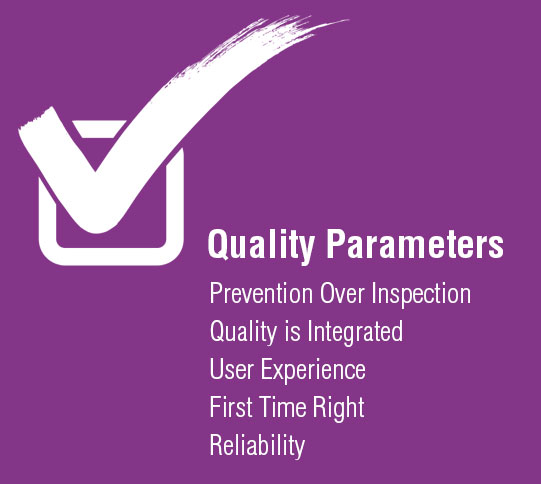 Quality Parameters
Prevention Over Inspection
Quality is Integrated
User Experience
First Time Right
Reliability